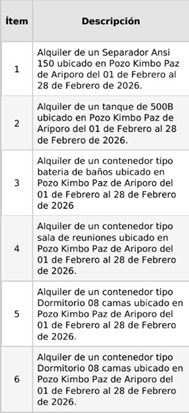 Ítem Descripción
Alquiler de un Separador Ansi
1 150 ubicado en Pozo Kimbo Paz
de Ariporo del 01 de Febrero al
28 de Febrero de 2026.
Alquiler de un tanque de 500B
2 ubicado en Pozo Kimbo Paz de
Ariporo del 01 de Febrero al 28
de Febrero de 2026.
Alquiler de un contenedor tipo
bateria de baños ubicado en
3 Pozo Kimbo Paz de Ariporo del
01 de Febrero al 28 de Febrero
de 2026
Alquiler de un contenedor tipo
sala de reuniones ubicado en
4 Pozo Kimbo Paz de Ariporo del
01 de Febrero al 28 de Febrero
de 2026.
Alquiler de un contenedor tipo
Dormitorio 08 camas ubicado en
5 Pozo Kimbo Paz de Ariporo del
01 de Febrero al 28 de Febrero
de 2026.
Alquiler de un contenedor tipo
Dormitorio 08 camas ubicado en
6 Pozo Kimbo Paz de Ariporo del
01 de Febrero al 28 de Febrero
de 2026.